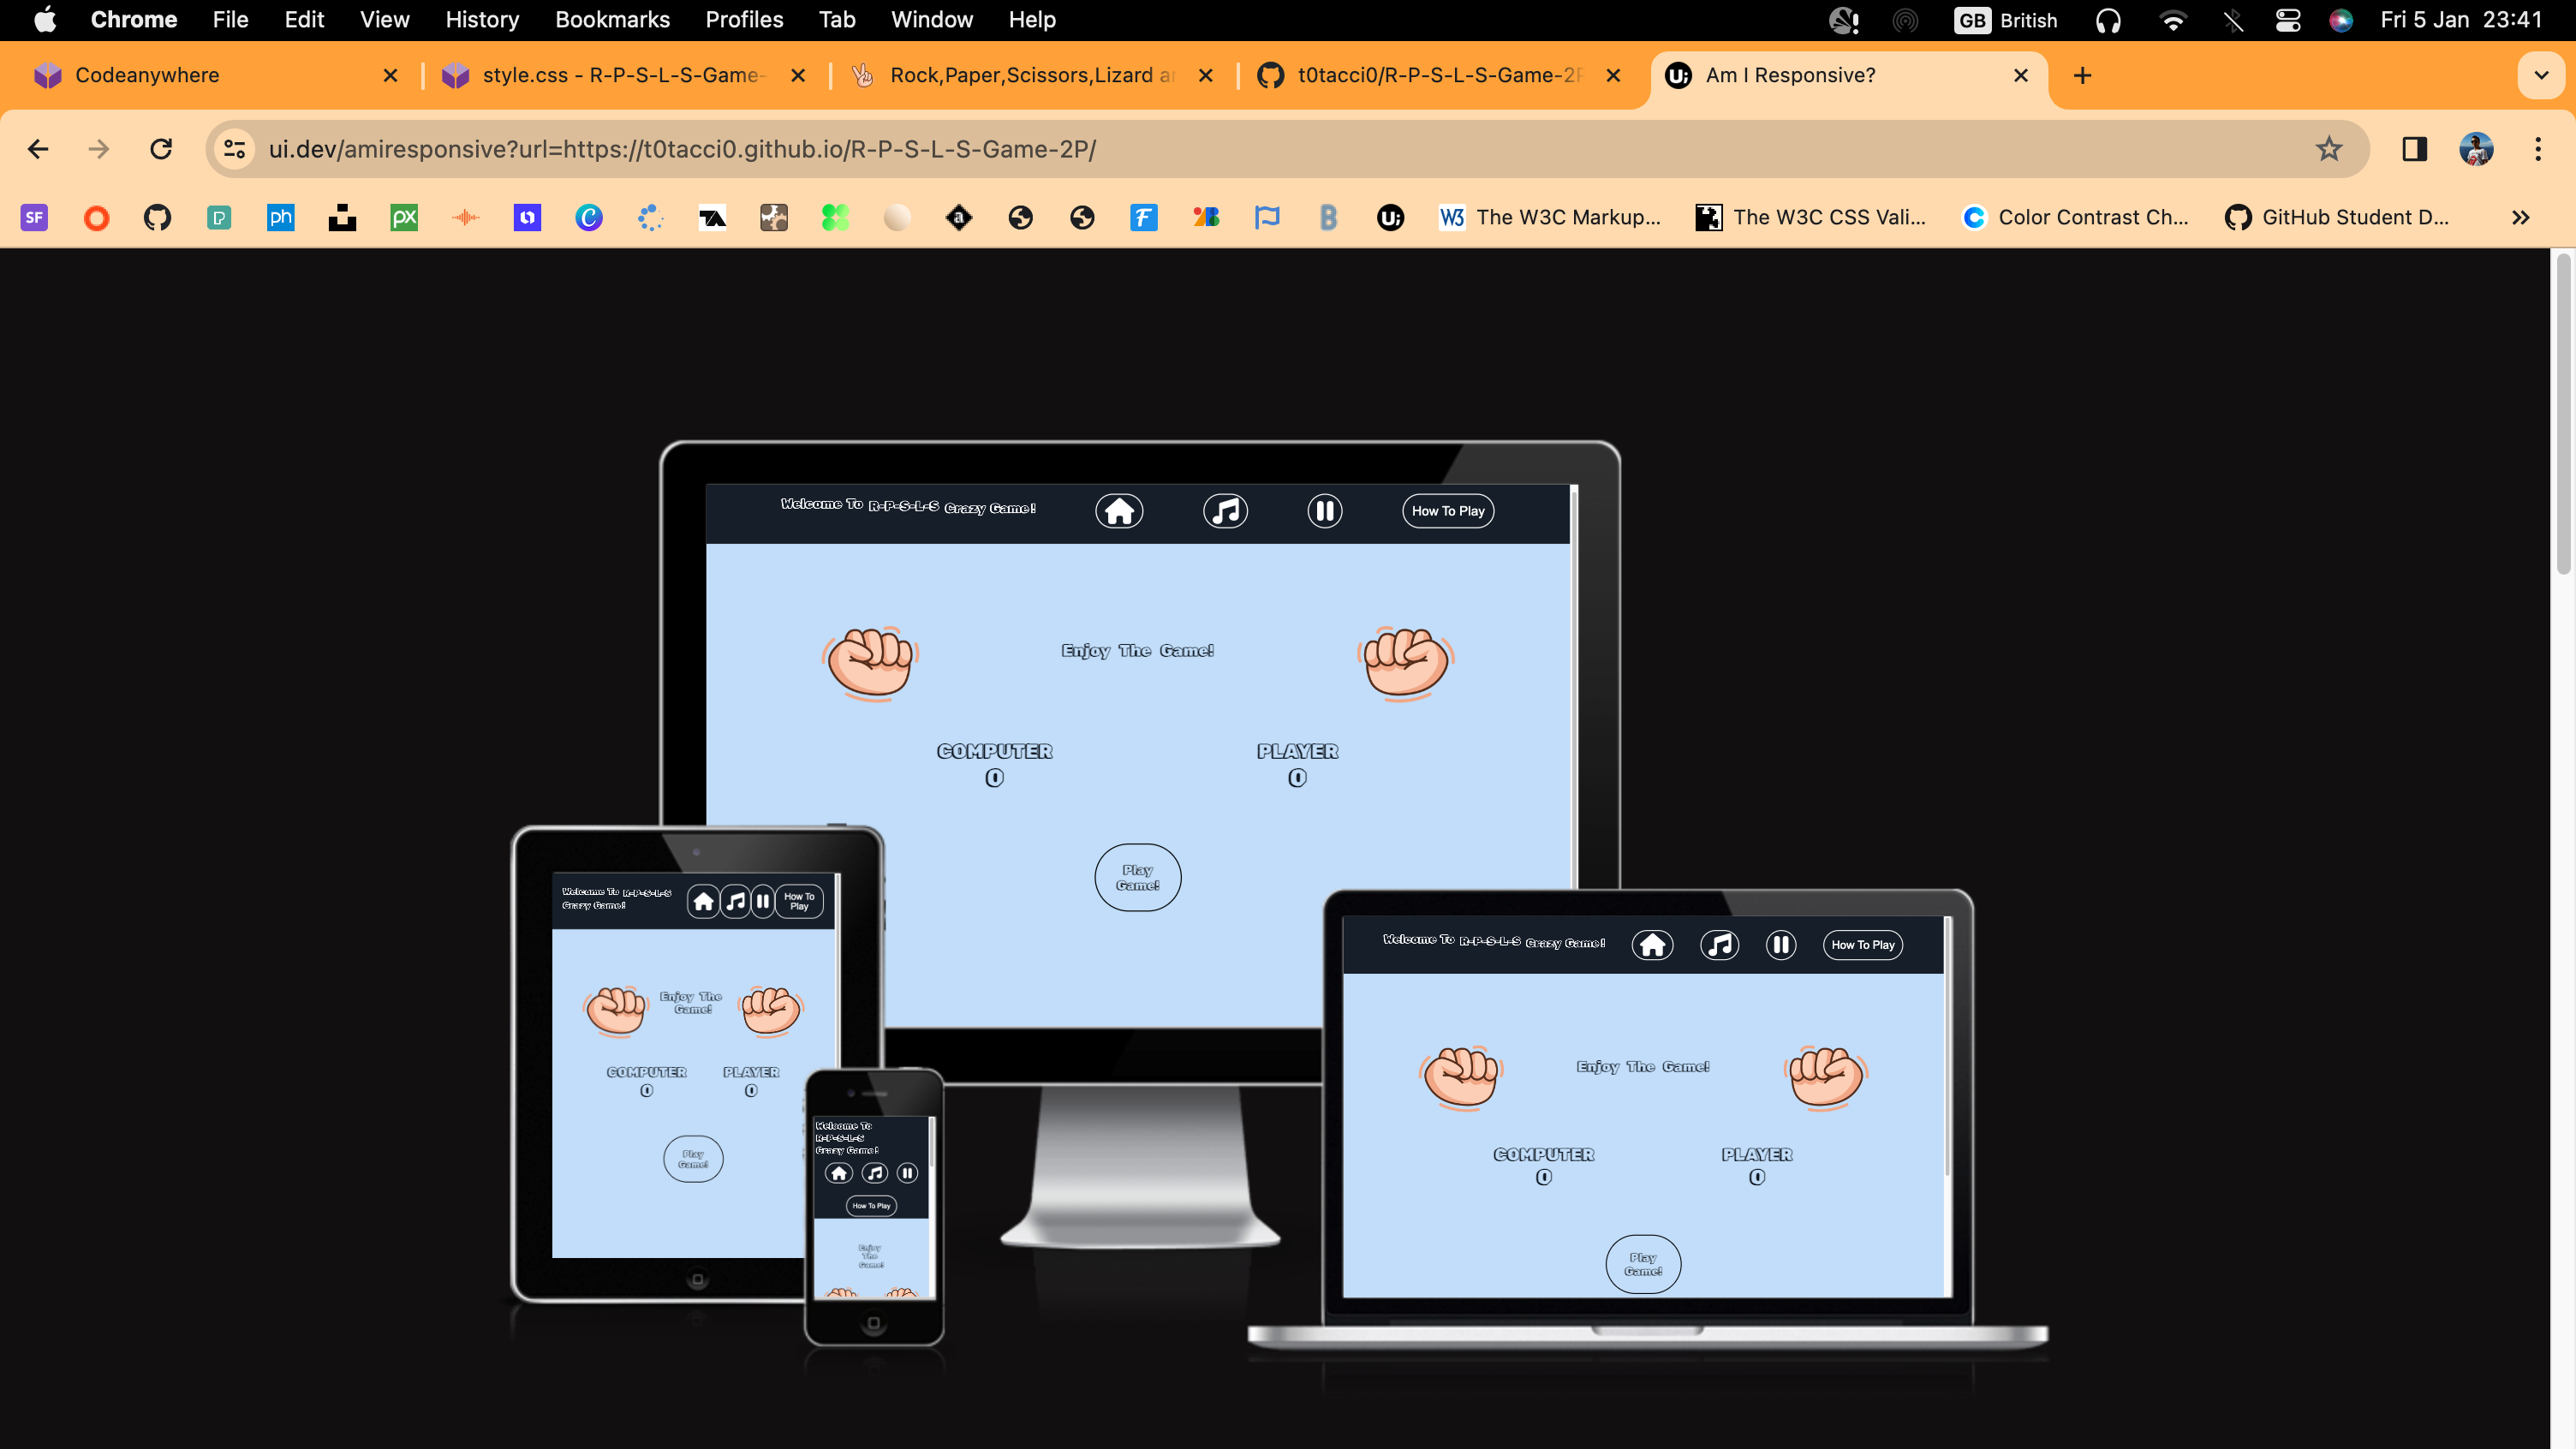 Chrome File Edit View History Bookmarks Profiles Tab Window Help GB British Fri 5 Jan 23:41
Codeanywhere style.css - R-P-S-L-S-Game- Rock,Paper,Scissors,Lizard a t0tacci0/R-P-S-L-S-Game-2P Am I Responsive?
ui.dev/amiresponsive?url=https://t0tacci0.github.io/R-P-S-L-S-Game-2P/
SF P ph px C a F B U; W3 The W3C Markup... The W3C CSS Vali... Color Contrast Ch... GitHub Student D...
Welcome To R-P-S-L-S Crazy Game! How To Play
Enjoy The Game!
COMPUTER PLAYER
0 0
Play
Game!
Welcome To R-P-S-L-S
Crazy Game!
How To
Play
Enjoy The
Game!
COMPUTER PLAYER
0 0
Play
Game!
Welcome To
R-P-S-L-S
Crazy Game!
How To Play
Enjoy
The
Game!
Welcome To R-P-S-L-S Crazy Game! How To Play
Enjoy The Game!
COMPUTER PLAYER
0 0
Play
Game!